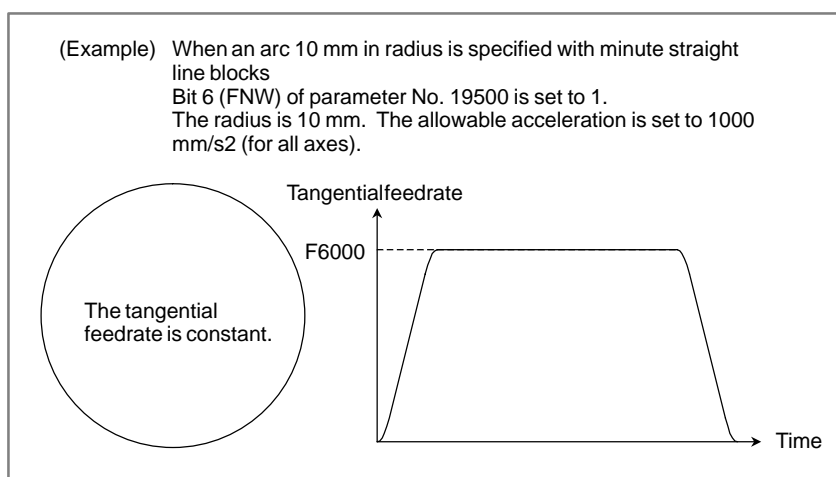 (Example) When an arc 10 mm in radius is specified with minute straight
line blocks
Bit 6 (FNW) of parameter No. 19500 is set to 1.
The radius is 10 mm. The allowable acceleration is set to 1000
mm/s2 (for all axes).
Tangentialfeedrate
F6000
The tangential
feedrate is constant.
Time